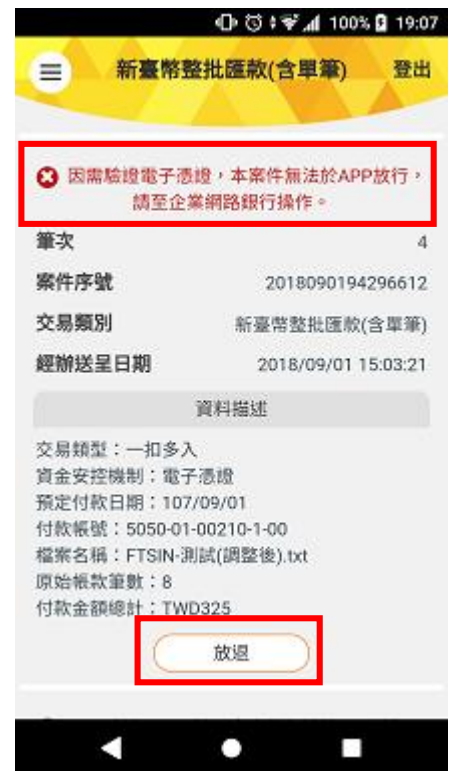 100% 19:07
新臺幣整批匯款(含單筆) 登出
因需驗證電子憑證，本案件無法於APP放行，
請至企業網路銀行操作。
筆次 4
案件序號 2018090194296612
交易類別 新臺幣整批匯款(含單筆)
經辦送呈日期 2018/09/01 15:03:21
資料描述
交易類型：一扣多入
資金安控機制：電子憑證
預定付款日期：107/09/01
付款帳號：5050-01-00210-1-00
檔案名稱：FTSIN-測試(調整後).txt
原始帳款筆數：8
付款金額總計：TWD325
放退